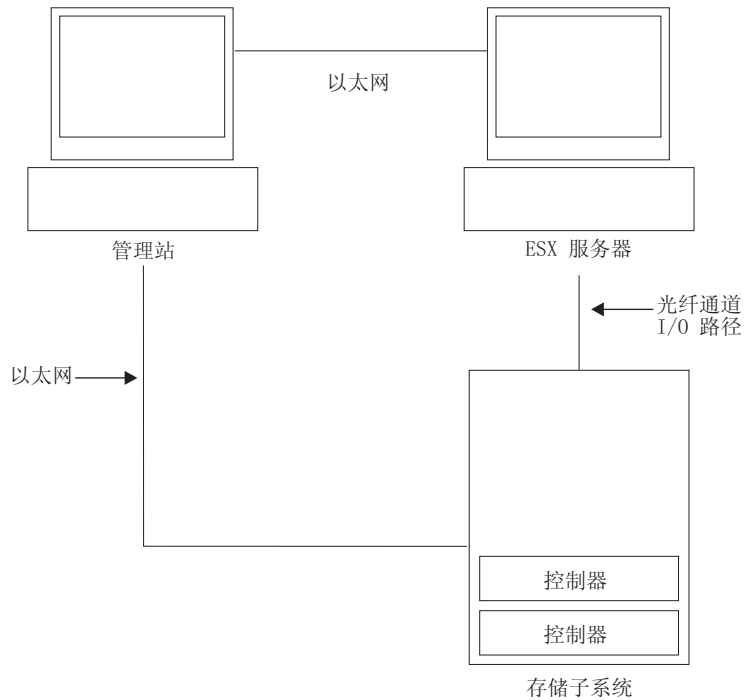 以太网
管理站
ESX 服务器
光纤通道
I/O 路径
以太网
控制器
控制器
存储子系统